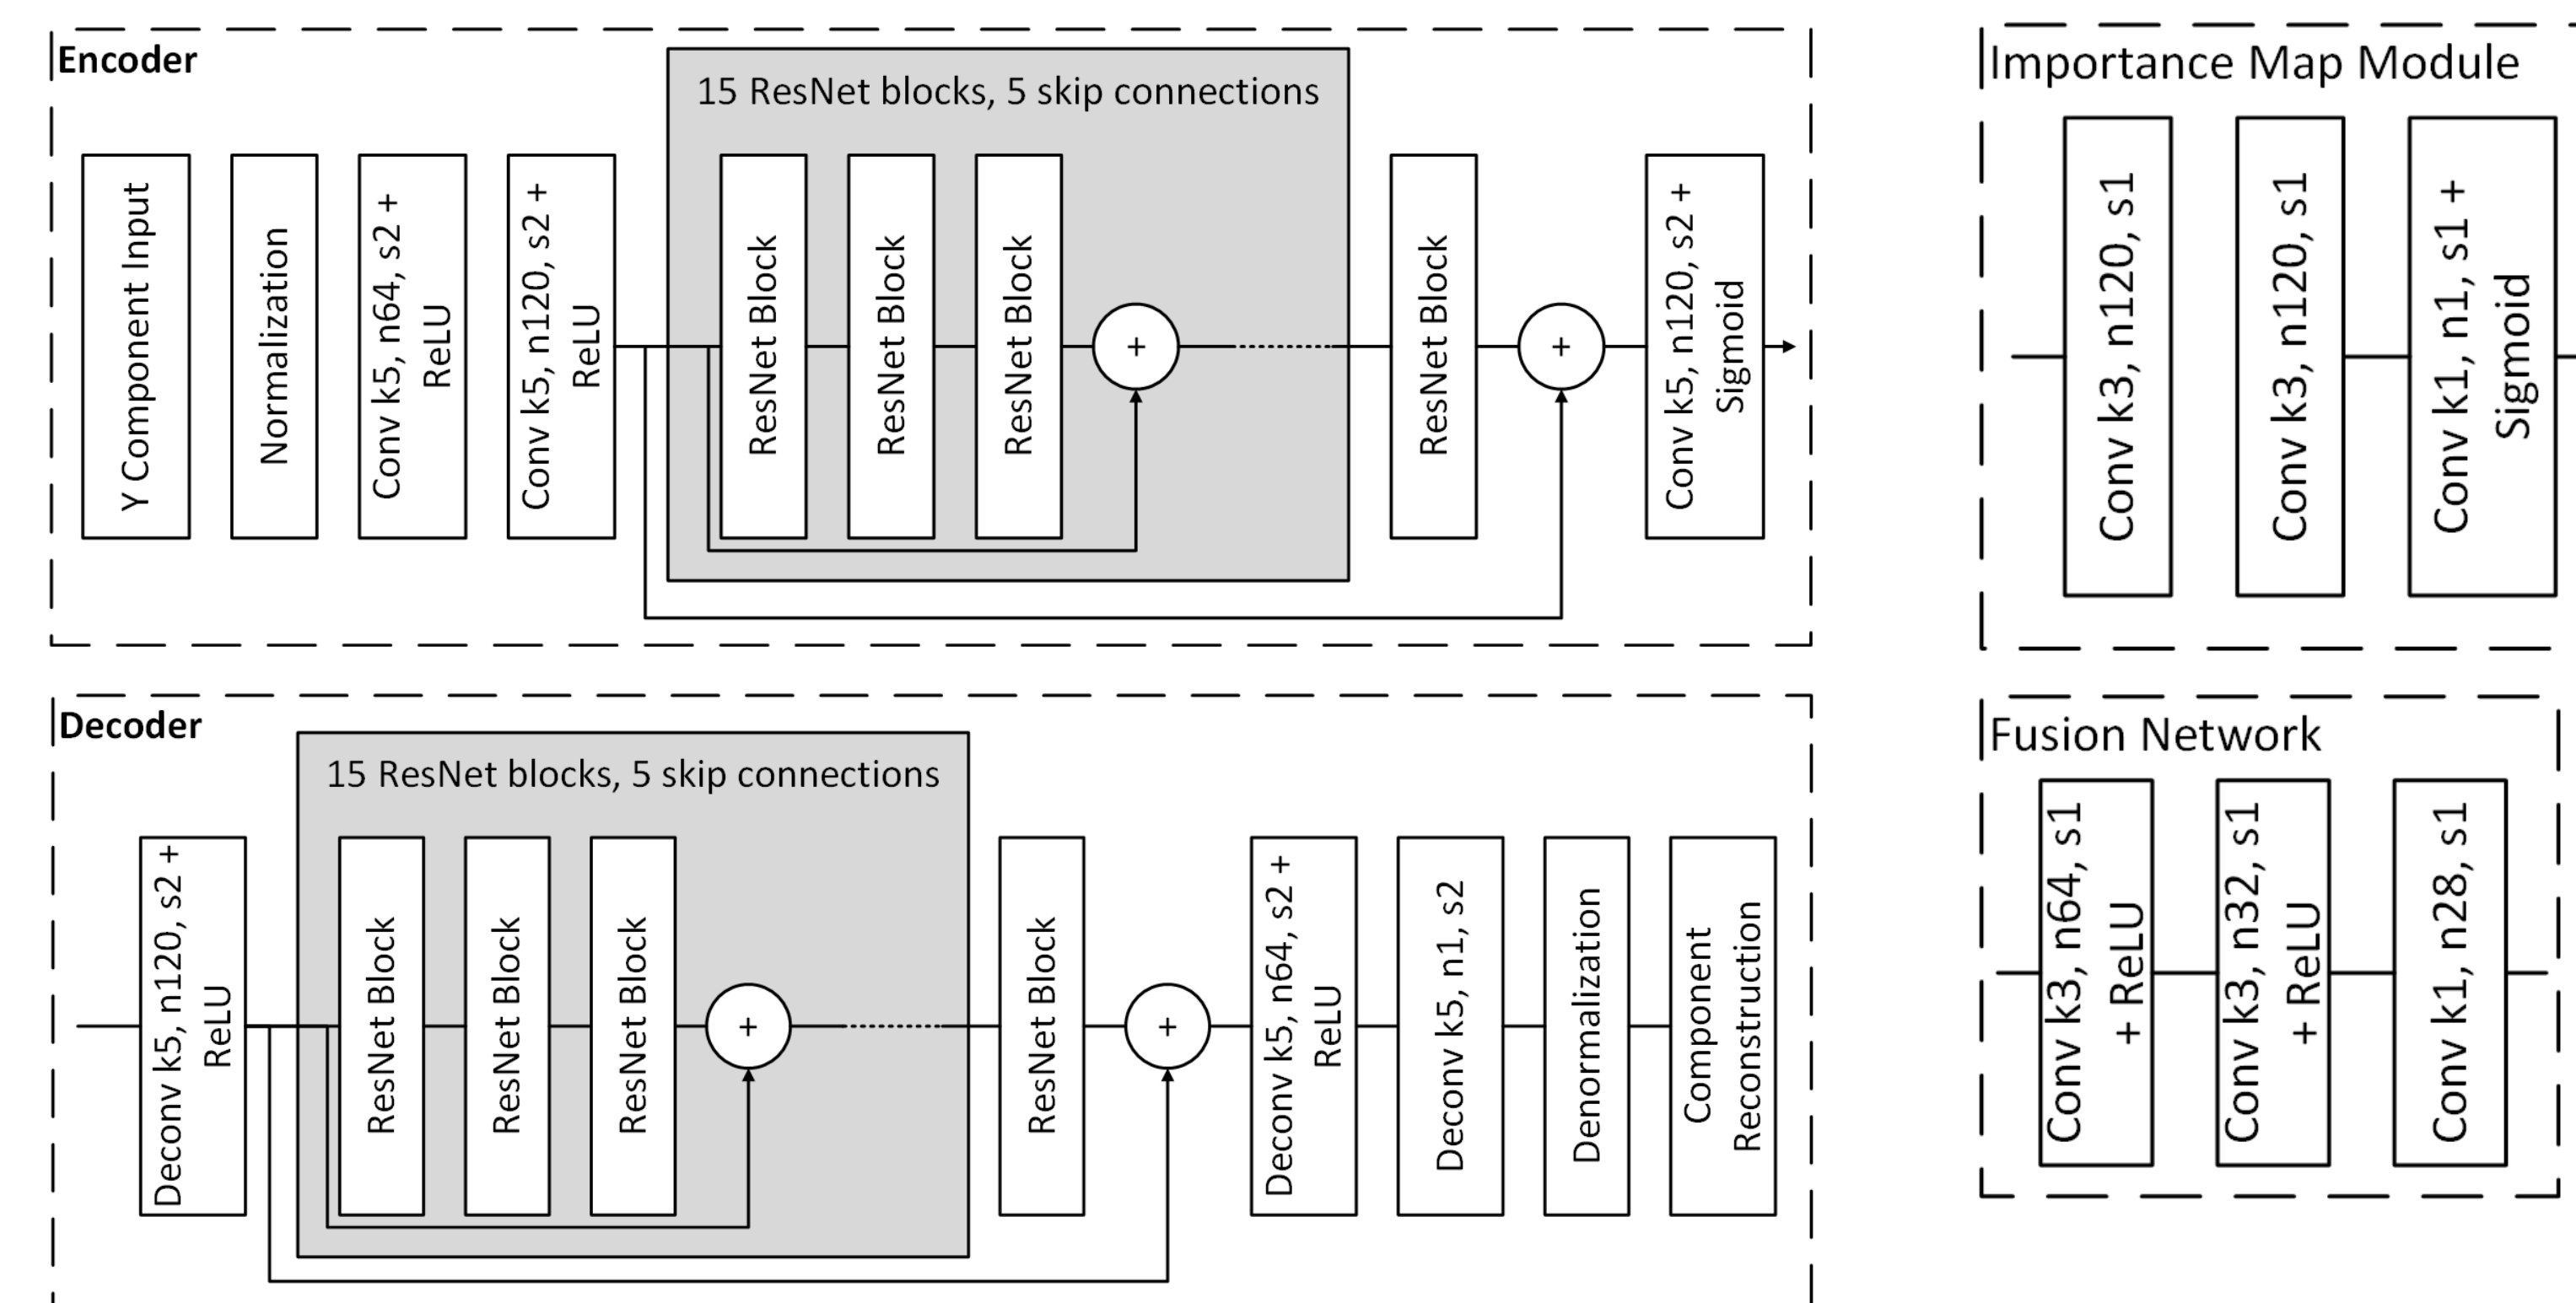 Encoder
15 ResNet blocks, 5 skip connections
Y Component Input
Normalization
Conv k5, n64, s2 +
ReLU
Conv k5, n120, s2 +
ReLU
ResNet Block
ResNet Block
ResNet Block
+
ResNet Block
+
Conv k5, n120, s2 +
Sigmoid
Importance Map Module
Conv k3, n120, s1
Conv k3, n120, s1
Conv k1, n1, s1 +
Sigmoid
Decoder
15 ResNet blocks, 5 skip connections
Deconv k5, n120, s2 +
ReLU
ResNet Block
ResNet Block
ResNet Block
+
ResNet Block
+
Deconv k5, n64, s2 +
ReLU
Deconv k5, n1, s2
Denormalization
Component
Reconstruction
Fusion Network
Conv k3, n64, s1
+ ReLU
Conv k3, n32, s1
+ ReLU
Conv k1, n28, s1